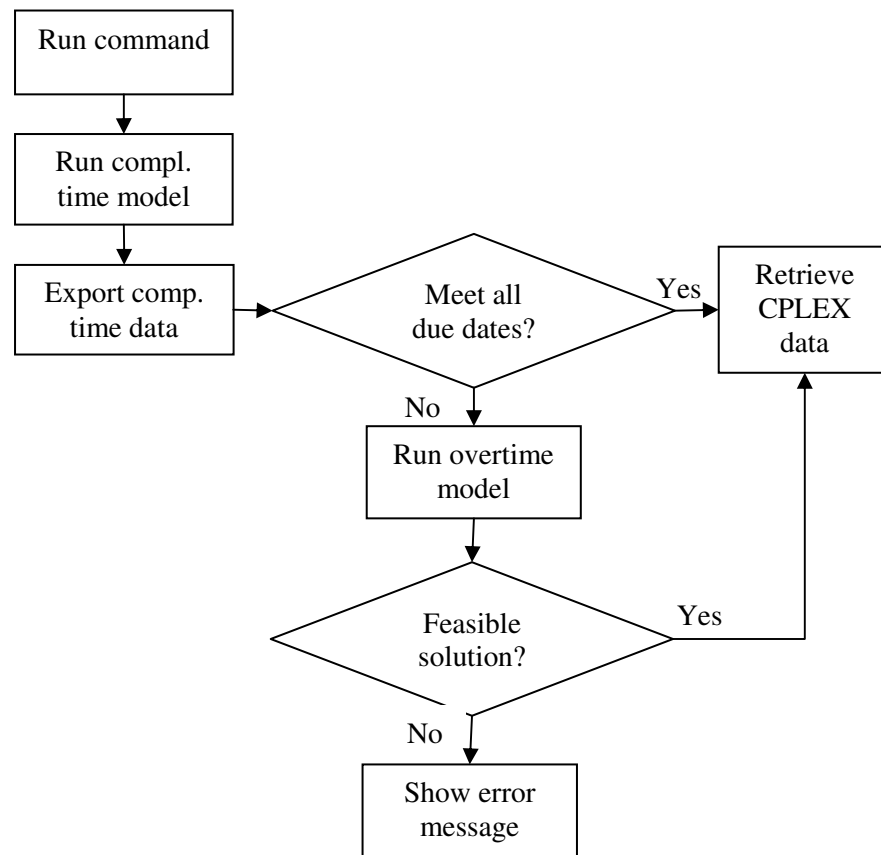 Run command
Run compl.
time model
Export comp.
time data
Meet all
due dates?
Yes
Retrieve
CPLEX
data
No
Run overtime
model
Feasible
solution?
Yes
No
Show error
message